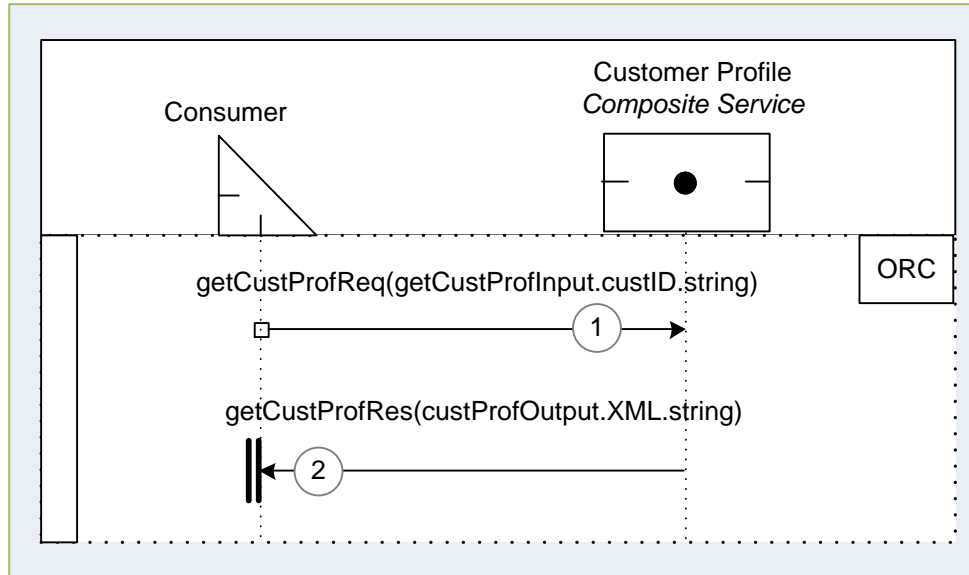 Customer Profile
Composite Service
Consumer
ORC
getCustProfReq(getCustProfInput.custID.string)
1
getCustProfRes(custProfOutput.XML.string)
2